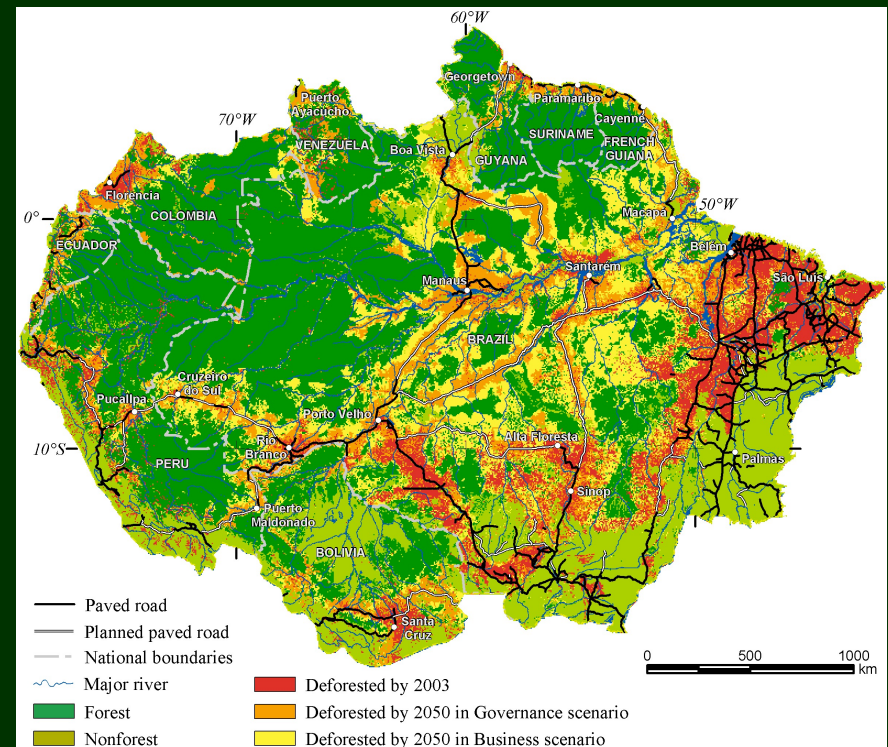 60°W
Georgetown
Puerto
Ayacucho
Paramaribo
Cayenne
70°W
VENEZUELA
SURINAME
Boa Vista
GUYANA
FRENCH
GUIANA
Florencia
50°W
0°
COLOMBIA
Macapá
ECUADOR
Belém
Santarém
São Luis
Manaus
BRAZIL
Cruzeiro
do Sul
Pucallpa
Porto Velho
Rio
Branco
Alta Floresta
10°S
Palmas
PERU
Sinop
Puerto
Maldonado
BOLIVIA
Santa
Cruz
Paved road
Planned paved road
National boundaries
Major river
Forest
Nonforest
Deforested by 2003
Deforested by 2050 in Governance scenario
Deforested by 2050 in Business scenario
0 500 1000
km